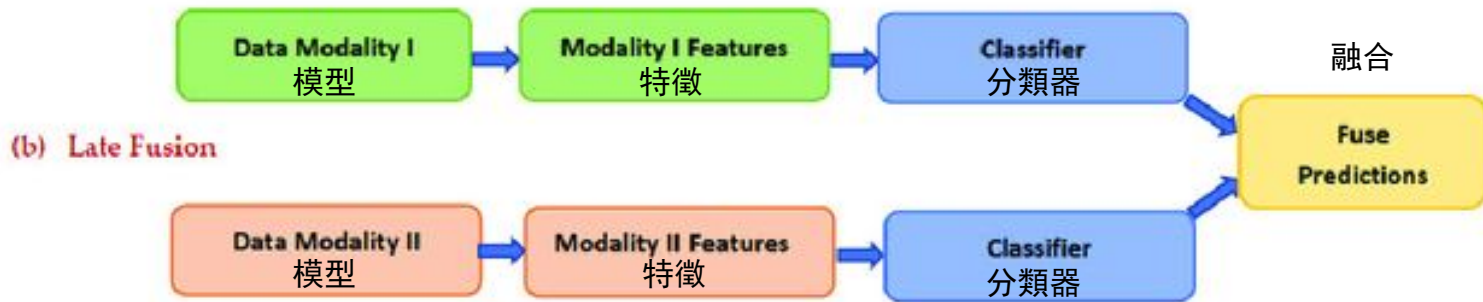 Data Modality I
模型
Modality I Features
特徵
Classifier
分類器
融合
Fuse
Predictions
(b) Late Fusion
Data Modality II
模型
Modality II Features
特徵
Classifier
分類器